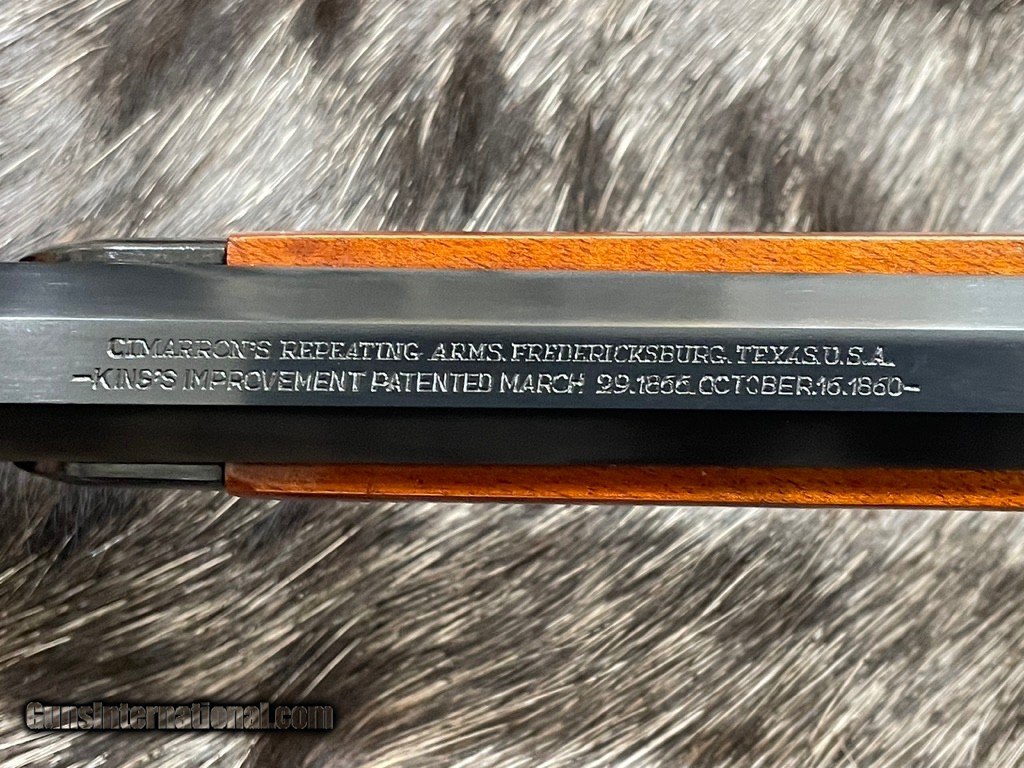 CIMARRON'S REPEATING ARMS. FREDERICKSBURG. TEXAS.U.S.A.
-KING'S IMPROVEMENT PATENTED MARCH 29.1866.OCTOBER.16.1860-
GunsInternational.com